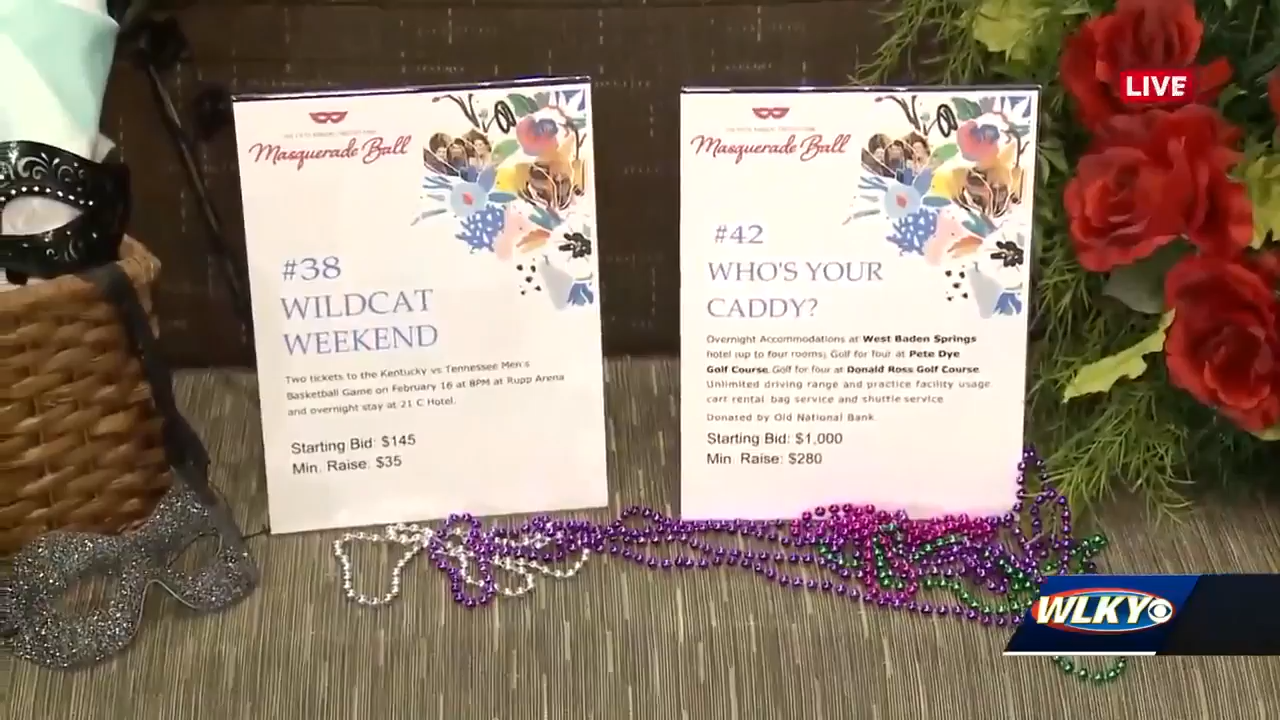 LIVE
Masquerade Ball
#38
WILDCAT
WEEKEND
Two tickets to the Kentucky vs Tennessee Men's
Basketball Game on February 16 at 8PM at Rupp Arena
and overnight stay at 21 C Hotel.
Starting Bid: $145
Min. Raise: $35
Masquerade Ball
#42
WHO'S YOUR
CADDY?
Overnight Accommodations at West Baden Springs
hotel (up to four rooms) Golf for four at Pete Dye
Golf Course Golf for four at Donald Ross Golf Course
Unlimited driving range and practice facility usage
cart rental bag service and shuttle service
Donated by Old National Bank
Starting Bid: $1,000
Min. Raise: $280
WLKY